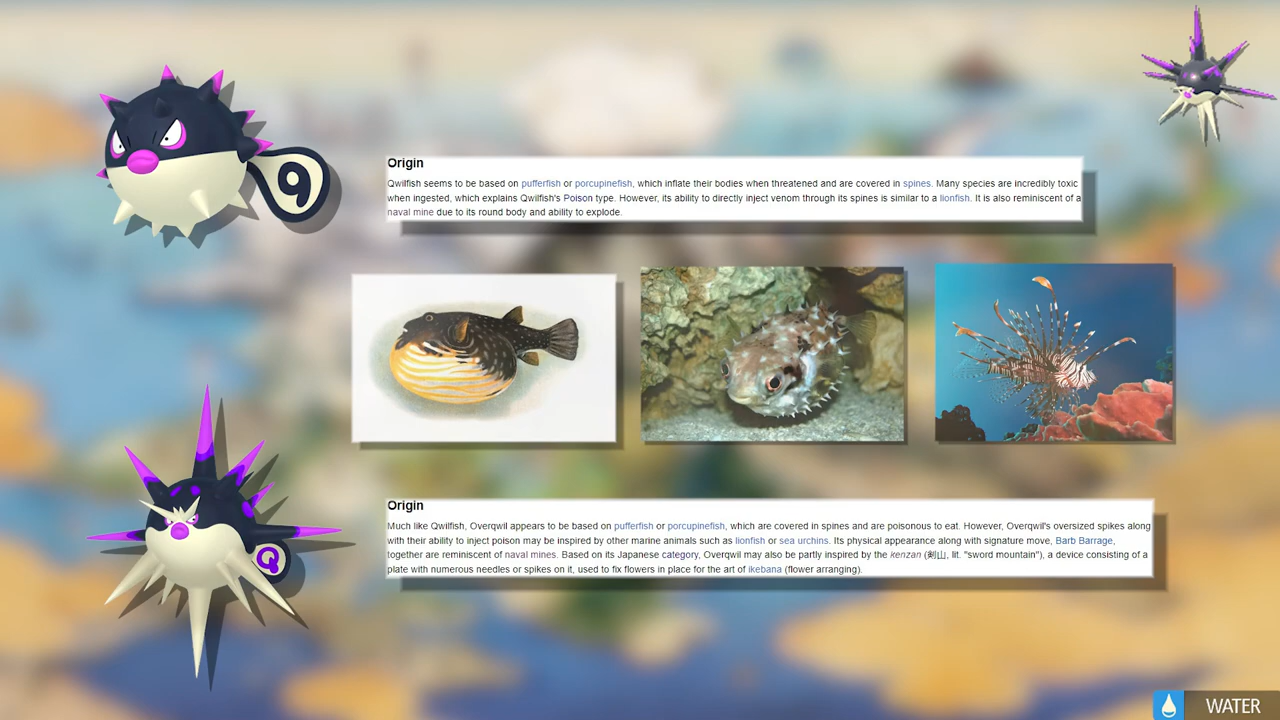 Origin
Qwilfish seems to be based on pufferfish or porcupinefish, which inflate their bodies when threatened and are covered in spines. Many species are incredibly toxic
when ingested, which explains Qwilfish's Poison type. However, its ability to directly inject venom through its spines is similar to a lionfish. It is also reminiscent of a
naval mine due to its round body and ability to explode.
9
Origin
Much like Qwilfish, Overqwil appears to be based on pufferfish or porcupinefish, which are covered in spines and are poisonous to eat. However, Overqwil's oversized spikes along
with their ability to inject poison may be inspired by other marine animals such as lionfish or sea urchins. Its physical appearance along with signature move, Barb Barrage,
together are reminiscent of naval mines. Based on its Japanese category, Overqwil may also be partly inspired by the kenzan (剣山, lit. "sword mountain"), a device consisting of a
plate with numerous needles or spikes on it, used to fix flowers in place for the art of ikebana (flower arranging).
Q
WATER